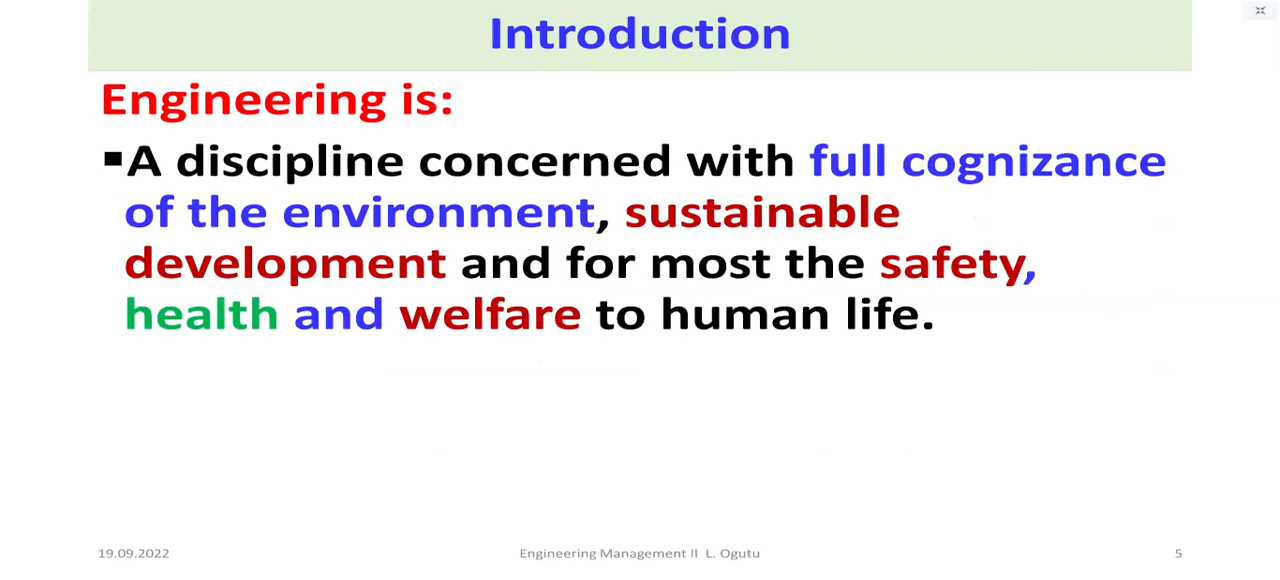 Introduction
Engineering is:
▪A discipline concerned with full cognizance
of the environment, sustainable
development and for most the safety,
health and welfare to human life.
19.09.2022 Engineering Management II L. Ogutu 5